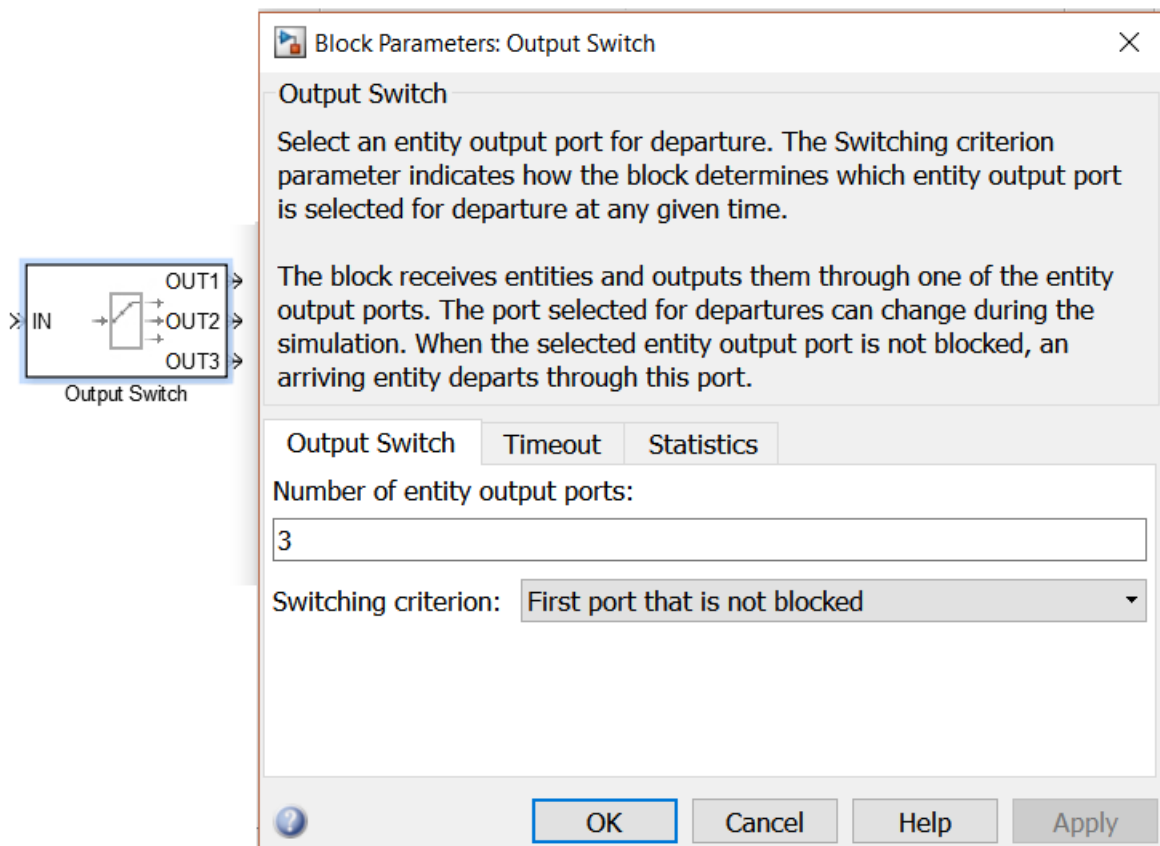 Block Parameters: Output Switch
Output Switch
Select an entity output port for departure. The Switching criterion
parameter indicates how the block determines which entity output port
is selected for departure at any given time.
The block receives entities and outputs them through one of the entity
output ports. The port selected for departures can change during the
simulation. When the selected entity output port is not blocked, an
arriving entity departs through this port.
IN
OUT1
OUT2
OUT3
Output Switch
Output Switch Timeout Statistics
Number of entity output ports:
3
Switching criterion: First port that is not blocked
? OK Cancel Help Apply